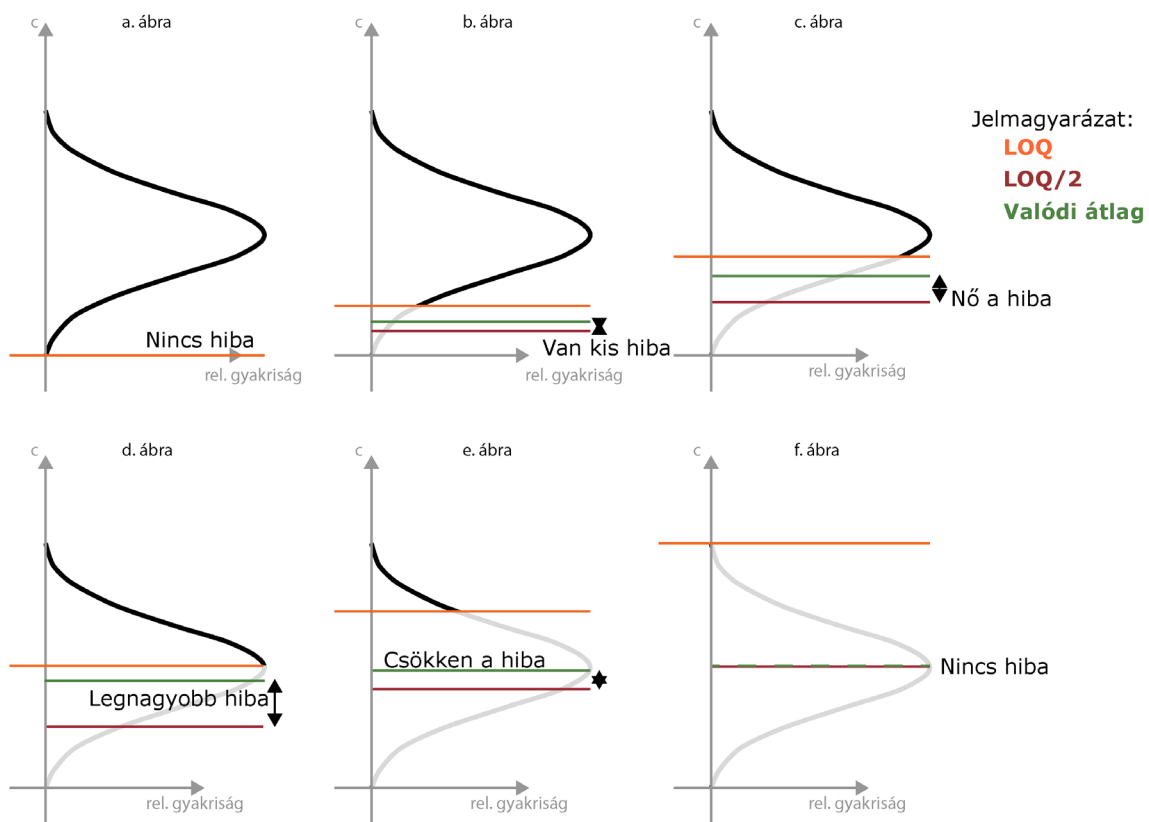 c
a. ábra
Nincs hiba
rel. gyakriság
b. ábra
Van kis hiba
rel. gyakriság
c
c. ábra
Nő a hiba
rel. gyakriság
Jelmagyarázat:
LOQ
LOQ/2
Valódi átlag
c
d. ábra
Legnagyobb hiba
rel. gyakriság
c
e. ábra
Csökken a hiba
rel. gyakriság
c
f. ábra
Nincs hiba
rel. gyakriság
c